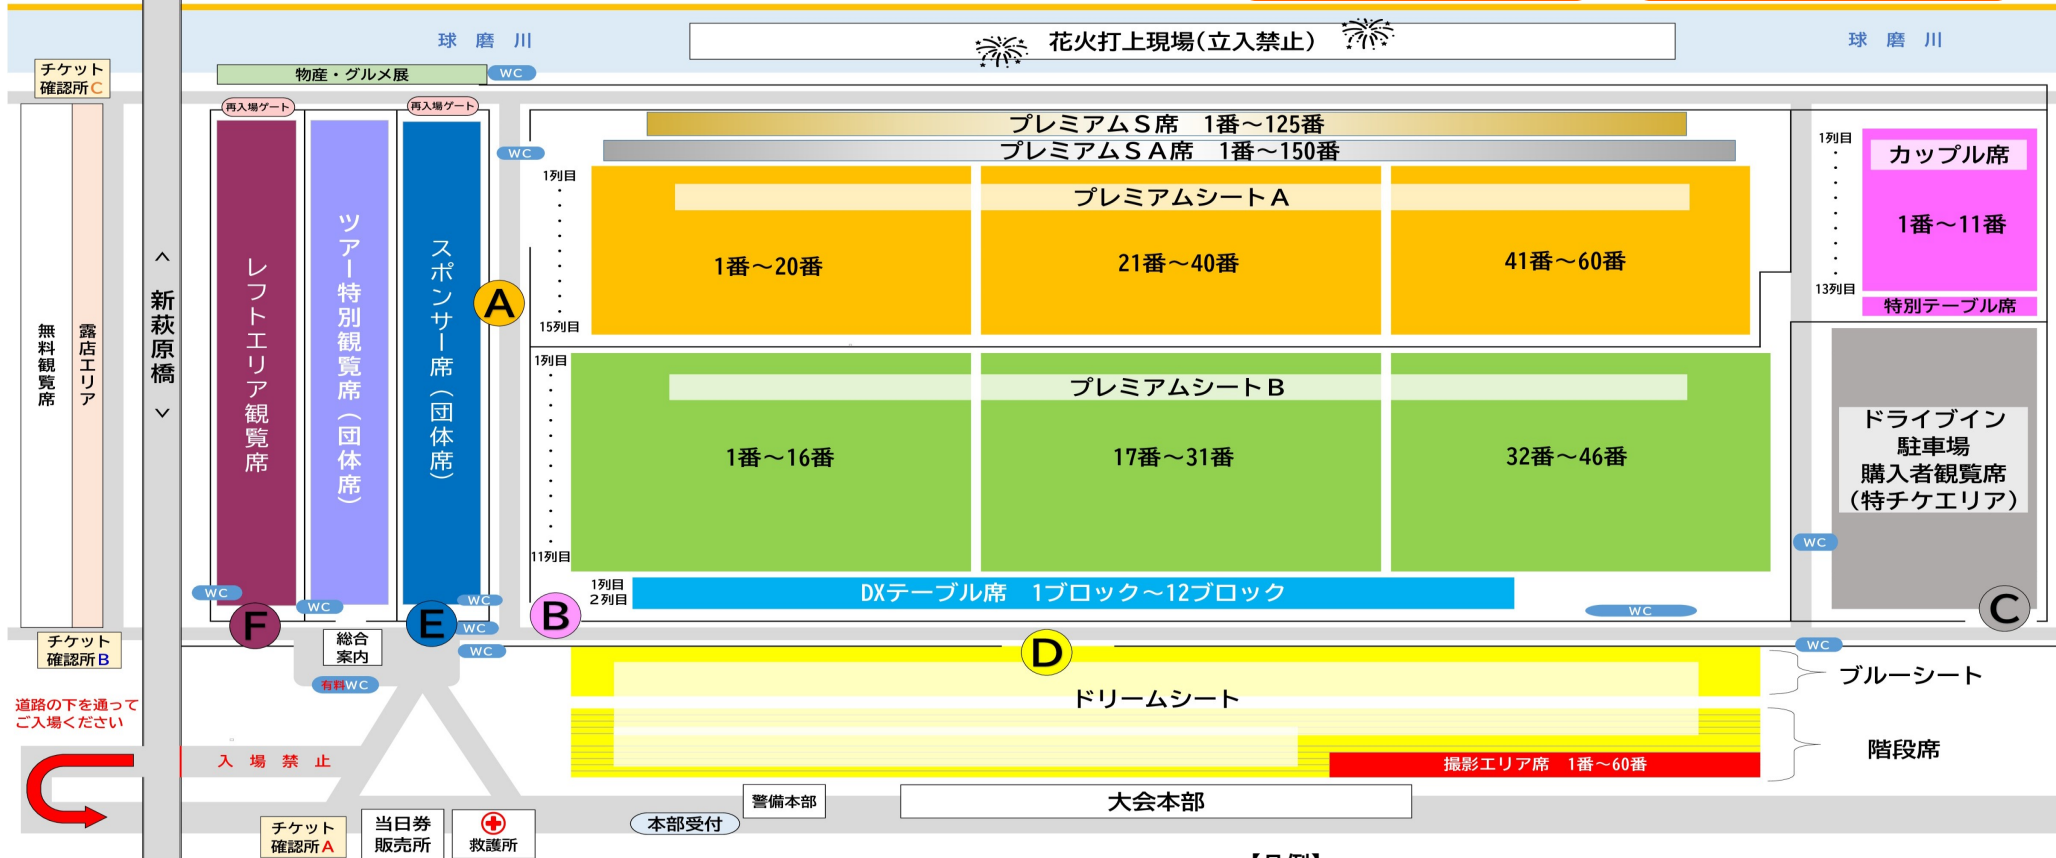 球磨川
花火打上現場(立入禁止)
球磨川
チケット
確認所C
物産・グルメ展
WC
再入場ゲート
再入場ゲート
WC
プレミアムS席 1番～125番
プレミアムSA席 1番～150番
1列目
15列目
プレミアムシートA
1番～20番
21番～40番
41番～60番
1列目
13列目
カップル席
1番～11番
特別テーブル席
無料観覧席
露店エリア
＜ 新萩原橋 ＞
レフトエリア観覧席
ツアー特別観覧席(団体席)
スポンサー席(団体席)
A
1列目
11列目
プレミアムシートB
1番～16番
17番～31番
32番～46番
ドライブイン
駐車場
購入者観覧席
(特チケエリア)
WC
1列目
2列目
DXテーブル席 1ブロック～12ブロック
WC
WC
WC
WC
WC
WC
WC
F
E
B
D
C
総合
案内
有料WC
チケット
確認所B
道路の下を通って
ご入場ください
入場禁止
ドリームシート
ブルーシート
階段席
撮影エリア席 1番～60番
警備本部
大会本部
本部受付
チケット
確認所A
当日券
販売所
救護所